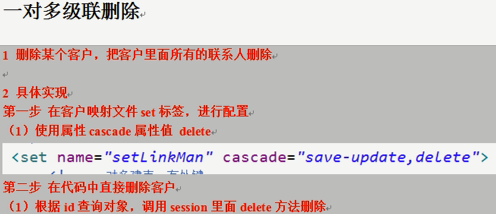 一对多级联删除
1 删除某个客户，把客户里面所有的联系人删除
2 具体实现
第一步 在客户映射文件 set 标签，进行配置
（1）使用属性 cascade 属性值 delete
<set name="setLinkMan" cascade="save-update,delete">
第二步 在代码中直接删除客户
（1）根据 id 查询对象，调用 session 里面 delete 方法删除